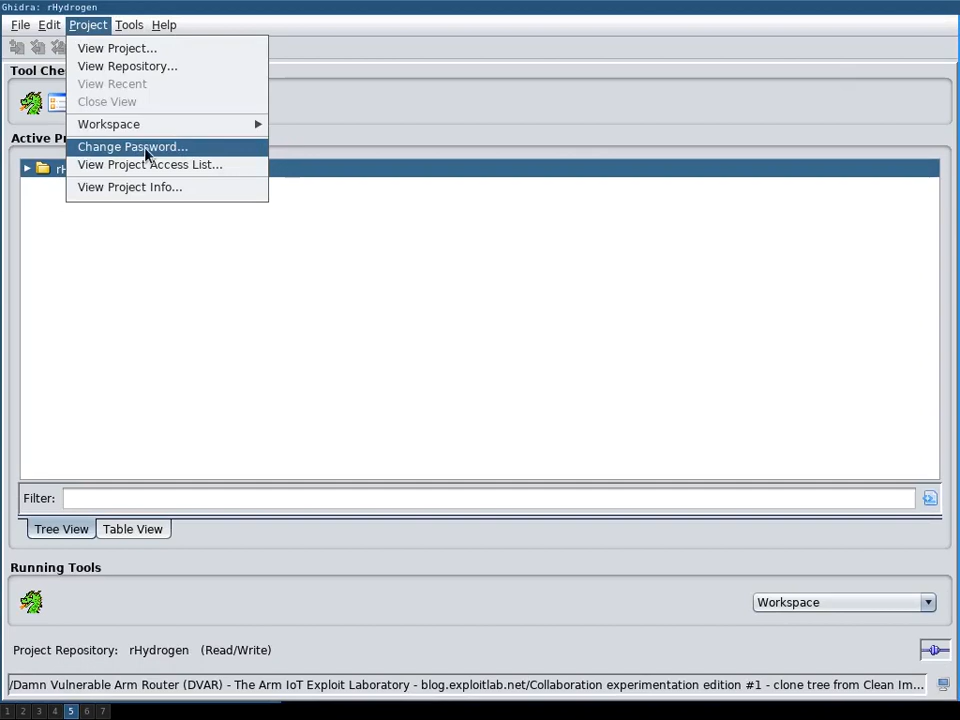 Ghidra: rHydrogen
File Edit Project Tools Help
View Project...
View Repository...
View Recent
Close View
Workspace
Change Password...
View Project Access List...
View Project Info...
Tool Che
Active Pr
rH
Filter:
Tree View Table View
Running Tools
Workspace
Project Repository: rHydrogen (Read/Write)
/Damn Vulnerable Arm Router (DVAR) - The Arm IoT Exploit Laboratory - blog.exploitlab.net/Collaboration experimentation edition #1 - clone tree from Clean Im...
1 2 3 4 5 6 7